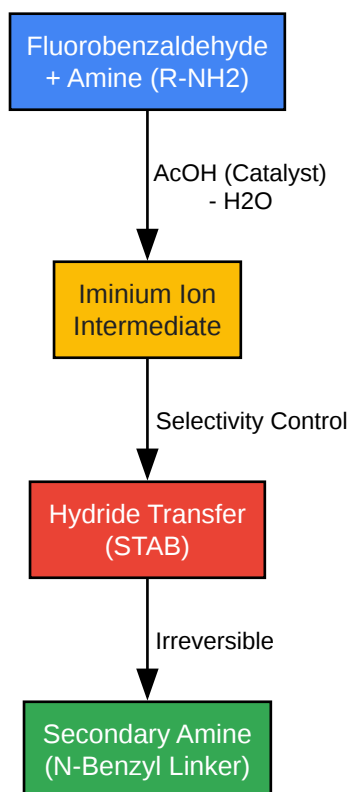 Fluorobenzaldehyde
+ Amine (R-NH2)
AcOH (Catalyst)
- H2O
Iminium Ion
Intermediate
Selectivity Control
Hydride Transfer
(STAB)
Irreversible
Secondary Amine
(N-Benzyl Linker)